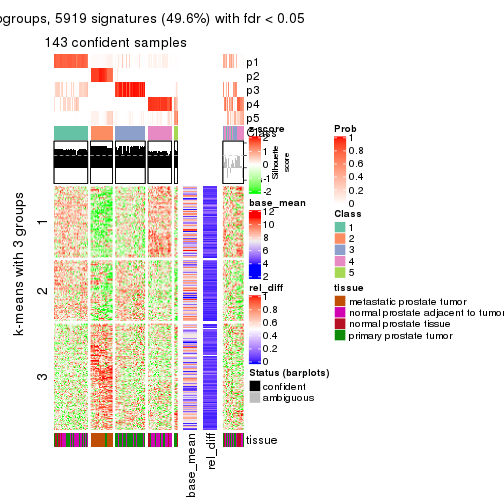 ogroups, 5919 signatures (49.6%) with fdr < 0.05
143 confident samples
p1
p2
p3
p4
p5
Class
Silhouette
score
k-means with 3 groups
1
2
3
base_mean
rel_diff
tissue
z-score
2
1
0
-1
-2
base_mean
12
10
8
6
4
2
rel_diff
1
0.8
0.6
0.4
0.2
0
Status (barplots)
confident
ambiguous
Prob
1
0.8
0.6
0.4
0.2
0
Class
1
2
3
4
5
tissue
metastatic prostate tumor
normal prostate adjacent to tumor
normal prostate tissue
primary prostate tumor